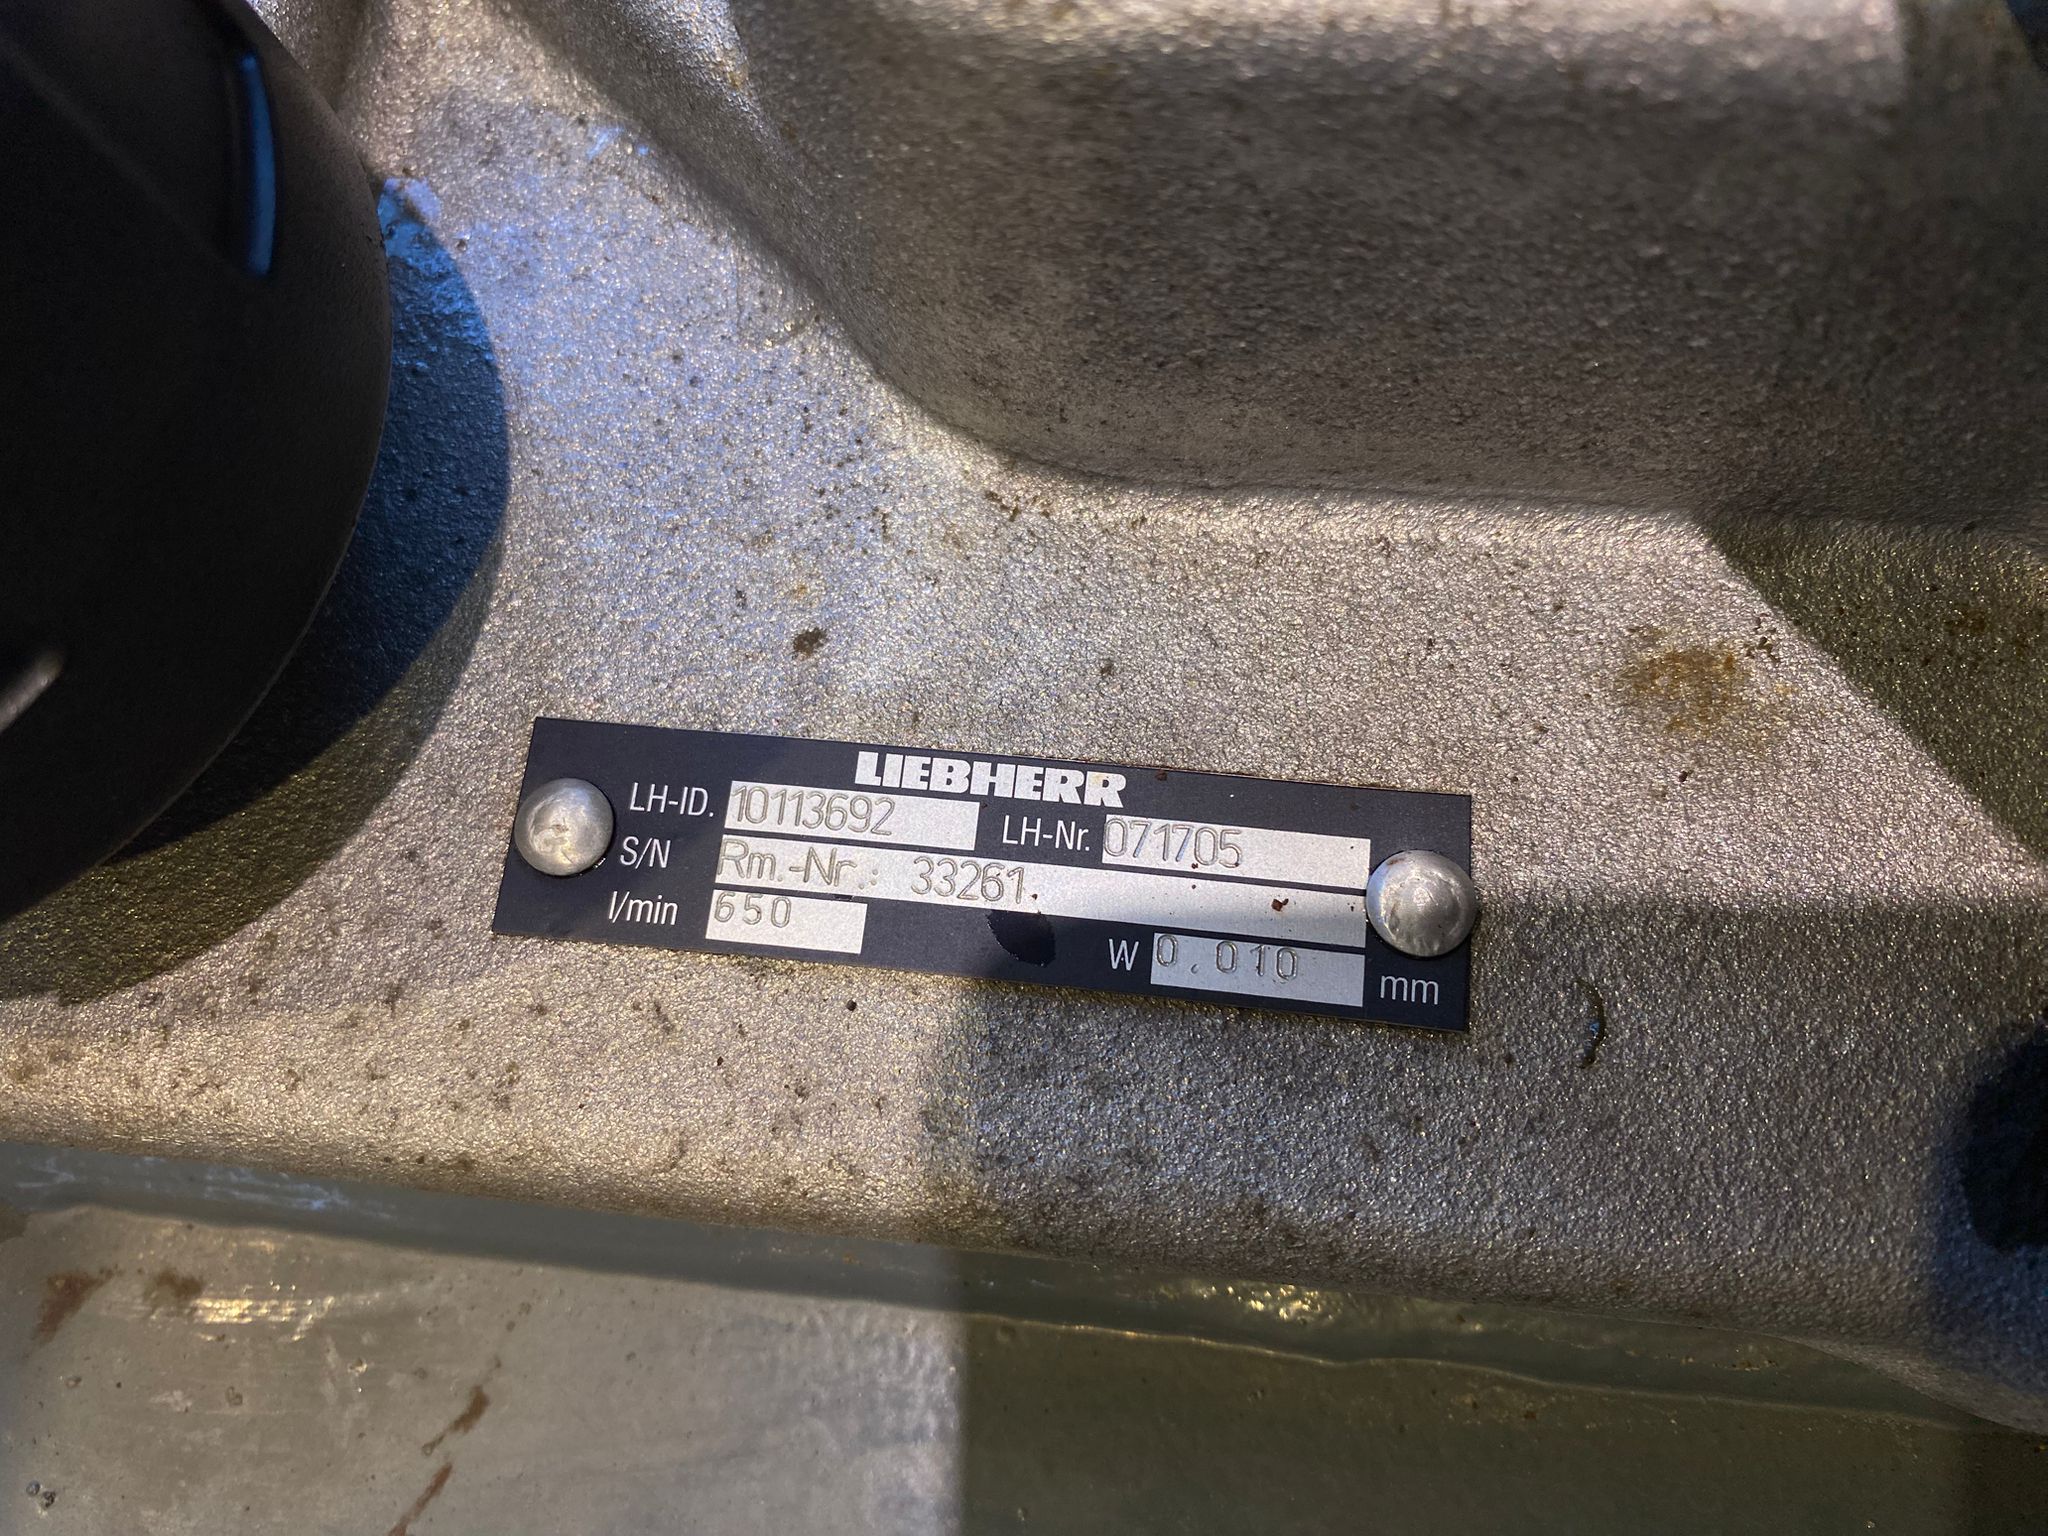 LIEBHERR
LH-ID. 10113692 LH-Nr. 071705
S/N Rm.-Nr.: 33261
l/min 650 W 0.010 mm